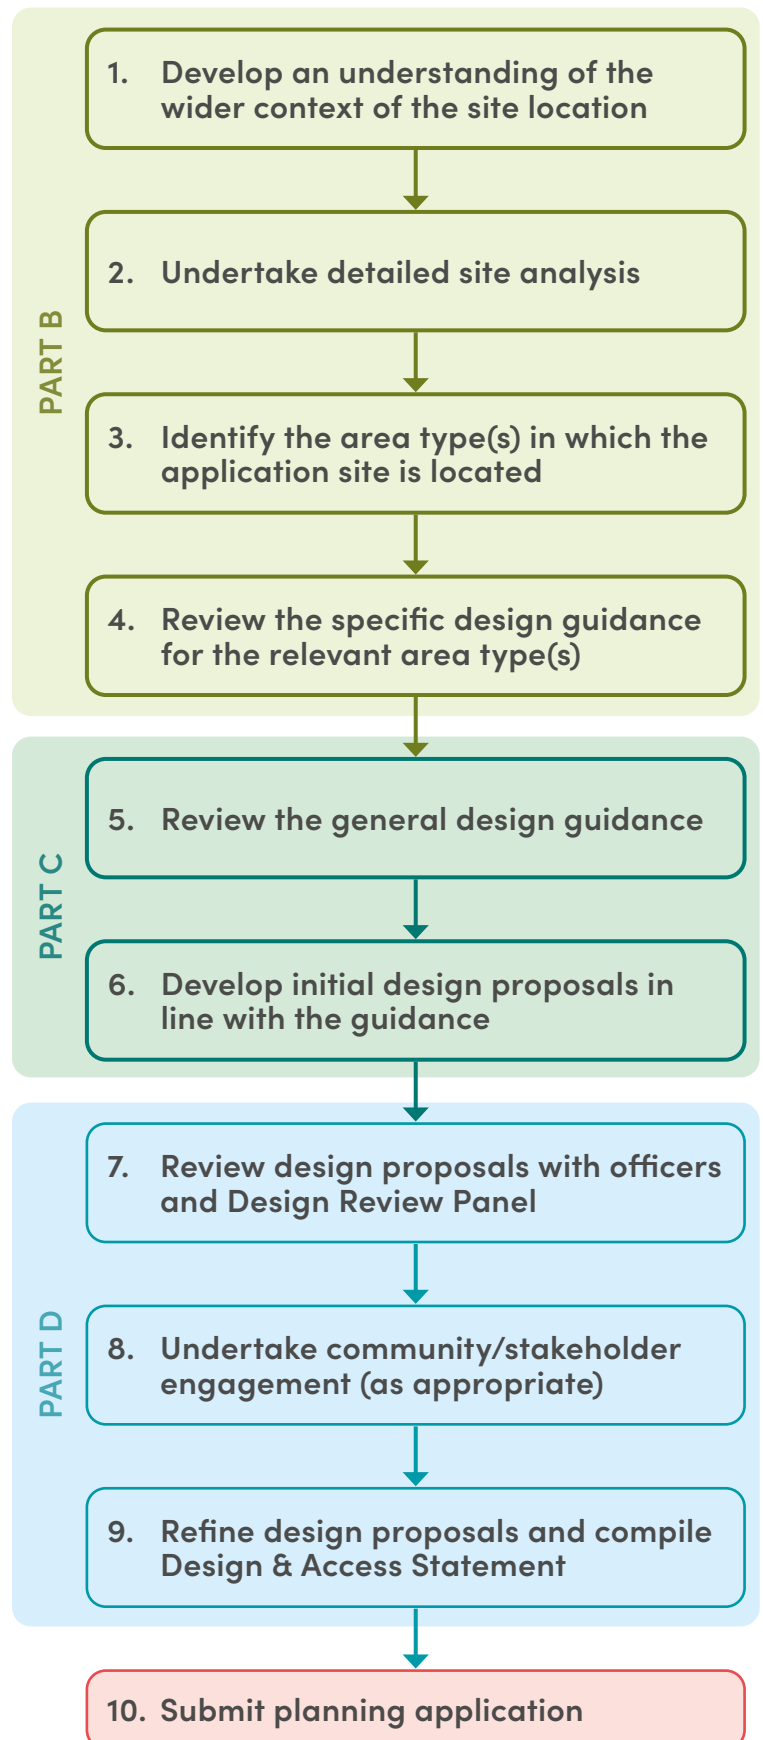 PART B
1. Develop an understanding of the
wider context of the site location
2. Undertake detailed site analysis
3. Identify the area type(s) in which the
application site is located
4. Review the specific design guidance
for the relevant area type(s)
PART C
5. Review the general design guidance
6. Develop initial design proposals in
line with the guidance
PART D
7. Review design proposals with officers
and Design Review Panel
8. Undertake community/stakeholder
engagement (as appropriate)
9. Refine design proposals and compile
Design & Access Statement
10. Submit planning application